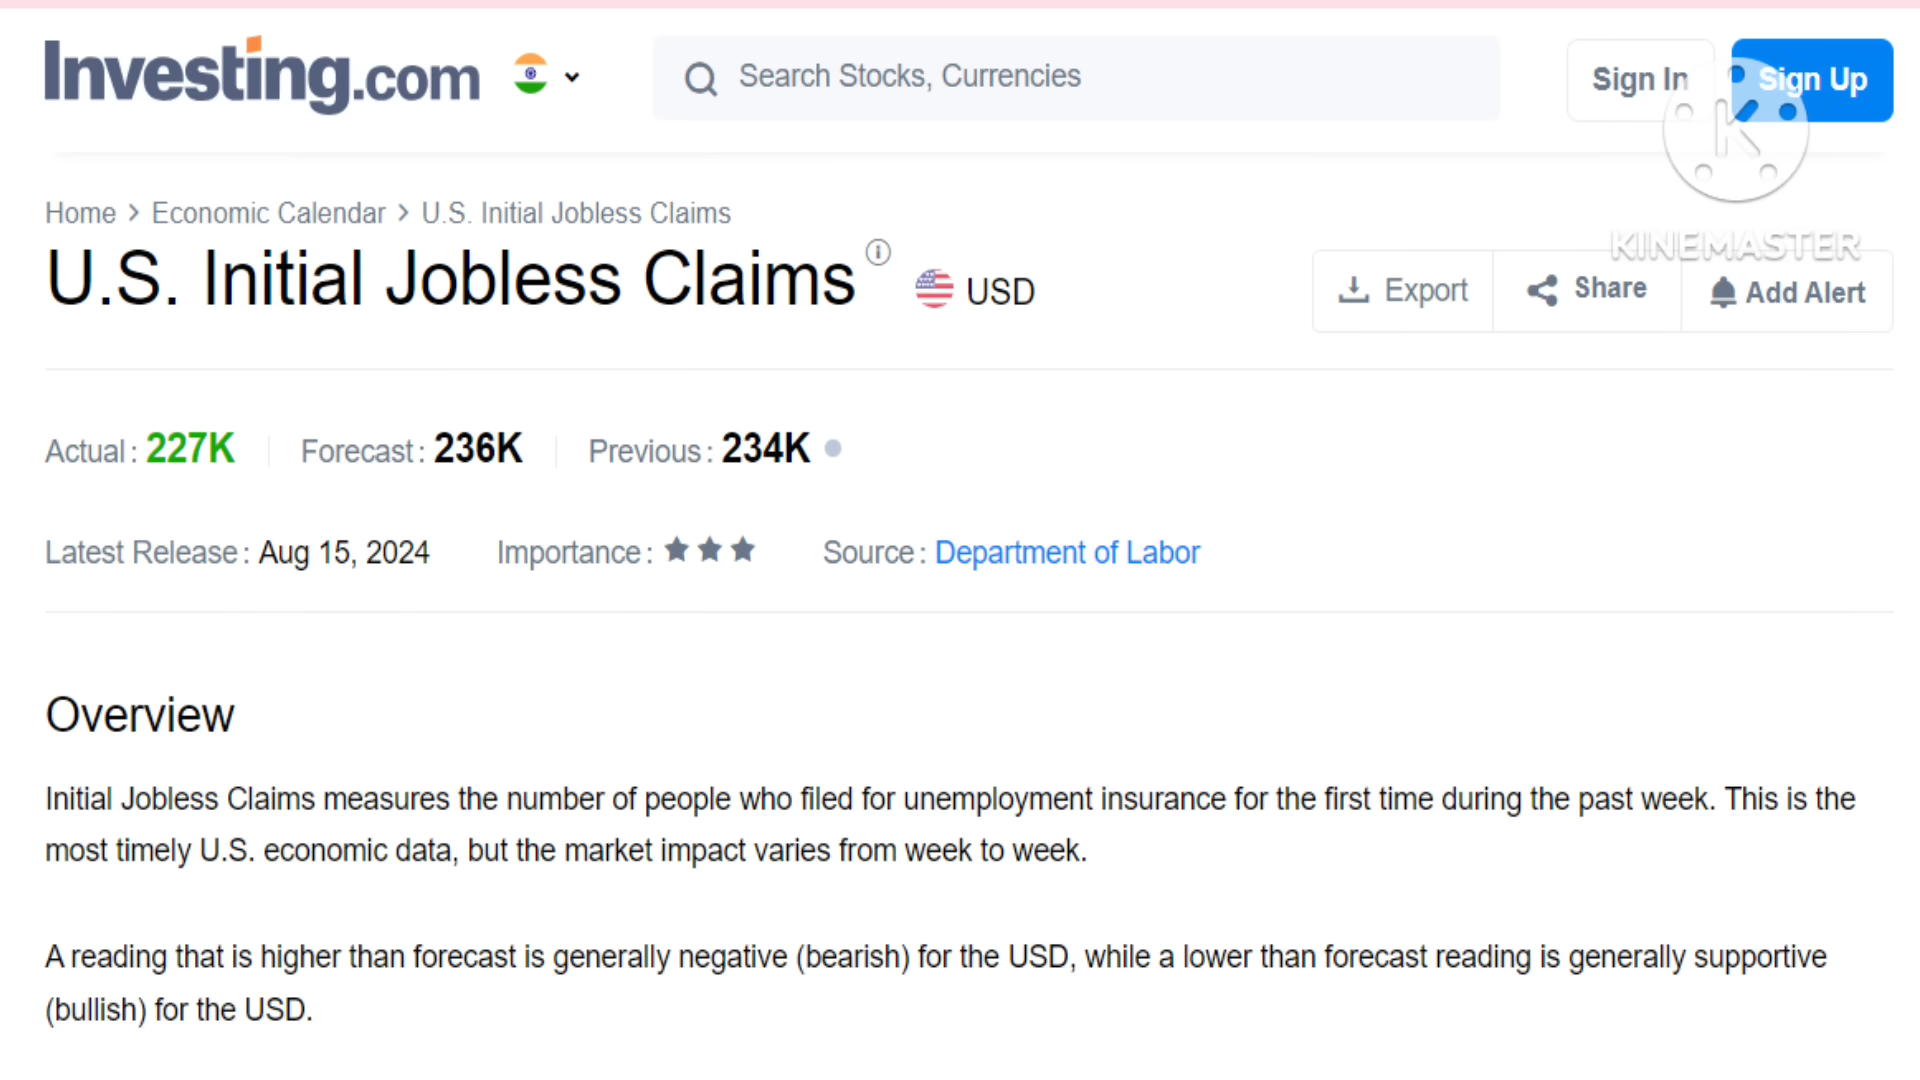 Investing.com
Search Stocks, Currencies
Sign In
Sign Up
K
KINEMASTER
Home > Economic Calendar > U.S. Initial Jobless Claims
U.S. Initial Jobless Claims USD
Export
Share
Add Alert
Actual: 227K
Forecast: 236K
Previous: 234K
Latest Release: Aug 15, 2024
Importance:
Source: Department of Labor
Overview
Initial Jobless Claims measures the number of people who filed for unemployment insurance for the first time during the past week. This is the
most timely U.S. economic data, but the market impact varies from week to week.
A reading that is higher than forecast is generally negative (bearish) for the USD, while a lower than forecast reading is generally supportive
(bullish) for the USD.